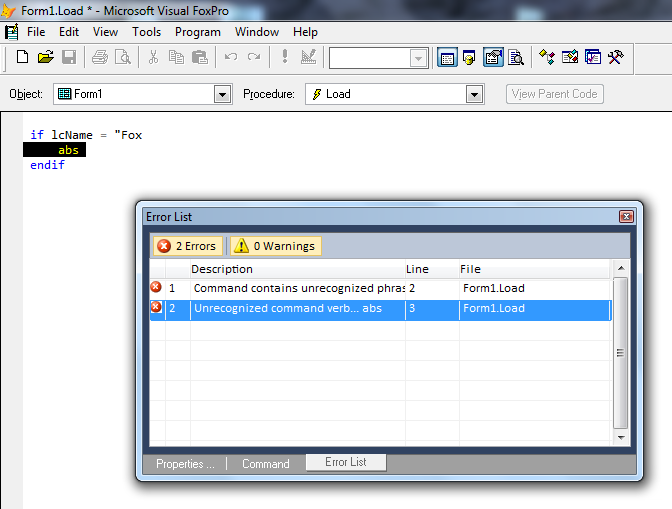 Form1.Load * - Microsoft Visual FoxPro
File Edit View Tools Program Window Help
Object: Form1 Procedure: Load View Parent Code
if lcName = "Fox
abs
endif
Error List
2 Errors 0 Warnings
Description Line File
1 Command contains unrecognized phras 2 Form1.Load
2 Unrecognized command verb... abs 3 Form1.Load
Properties ... Command Error List